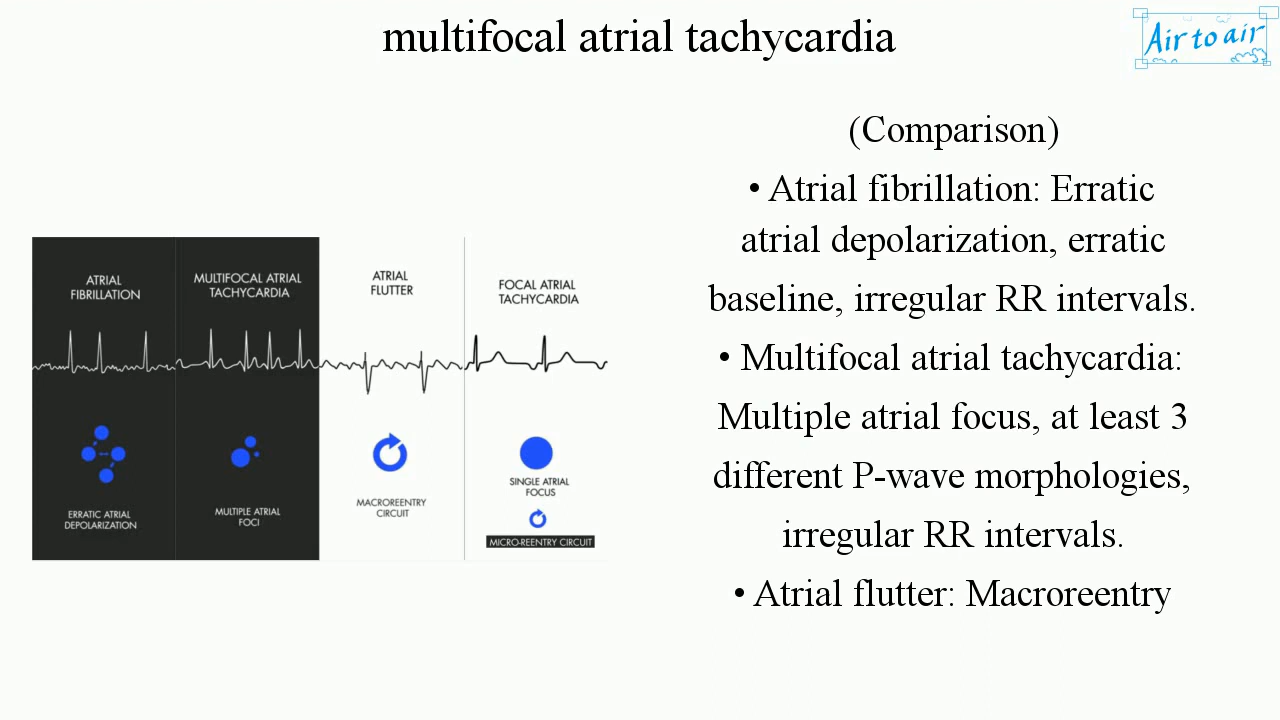 multifocal atrial tachycardia
Air to air
ATRIAL
FIBRILLATION
MULTIFOCAL ATRIAL
TACHYCARDIA
ATRIAL
FLUTTER
FOCAL ATRIAL
TACHYCARDIA
ERRATIC ATRIAL
DEPOLARIZATION
MULTIPLE ATRIAL
FOCI
MACROREENTRY
CIRCUIT
SINGLE ATRIAL
FOCUS
MICRO-REENTRY CIRCUIT
(Comparison)
• Atrial fibrillation: Erratic
atrial depolarization, erratic
baseline, irregular RR intervals.
• Multifocal atrial tachycardia:
Multiple atrial focus, at least 3
different P-wave morphologies,
irregular RR intervals.
• Atrial flutter: Macroreentry